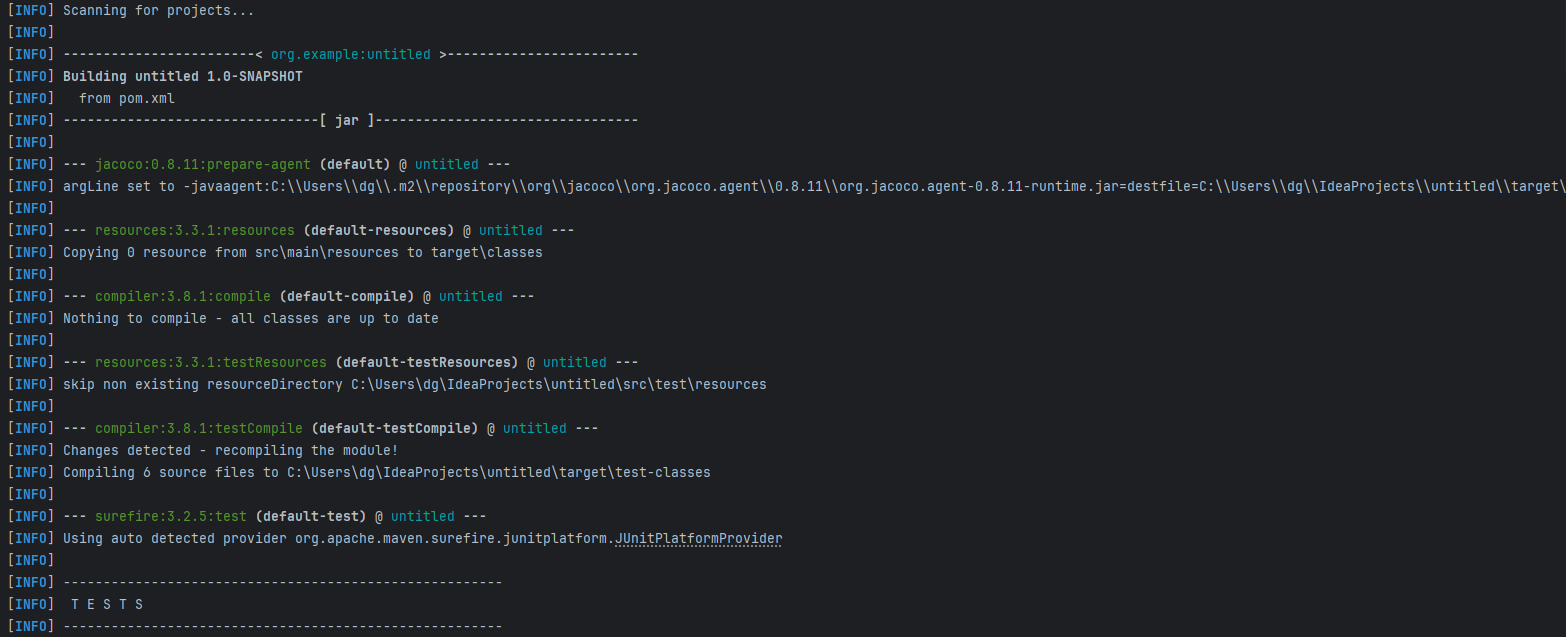 [INFO] Scanning for projects...
[INFO]
[INFO] ------------------------< org.example:untitled >------------------------
[INFO] Building untitled 1.0-SNAPSHOT
[INFO]   from pom.xml
[INFO] --------------------------------[ jar ]---------------------------------
[INFO]
[INFO] --- jacoco:0.8.11:prepare-agent (default) @ untitled ---
[INFO] argLine set to -javaagent:C:\\Users\\dg\\.m2\\repository\\org\\jacoco\\org.jacoco.agent\\0.8.11\\org.jacoco.agent-0.8.11-runtime.jar=destfile=C:\\Users\\dg\\IdeaProjects\\untitled\\target\
[INFO]
[INFO] --- resources:3.3.1:resources (default-resources) @ untitled ---
[INFO] Copying 0 resource from src\main\resources to target\classes
[INFO]
[INFO] --- compiler:3.8.1:compile (default-compile) @ untitled ---
[INFO] Nothing to compile - all classes are up to date
[INFO]
[INFO] --- resources:3.3.1:testResources (default-testResources) @ untitled ---
[INFO] skip non existing resourceDirectory C:\Users\dg\IdeaProjects\untitled\src\test\resources
[INFO]
[INFO] --- compiler:3.8.1:testCompile (default-testCompile) @ untitled ---
[INFO] Changes detected - recompiling the module!
[INFO] Compiling 6 source files to C:\Users\dg\IdeaProjects\untitled\target\test-classes
[INFO]
[INFO] --- surefire:3.2.5:test (default-test) @ untitled ---
[INFO] Using auto detected provider org.apache.maven.surefire.junitplatform.JUnitPlatformProvider
[INFO]
[INFO] -------------------------------------------------------
[INFO]  T E S T S
[INFO] -------------------------------------------------------